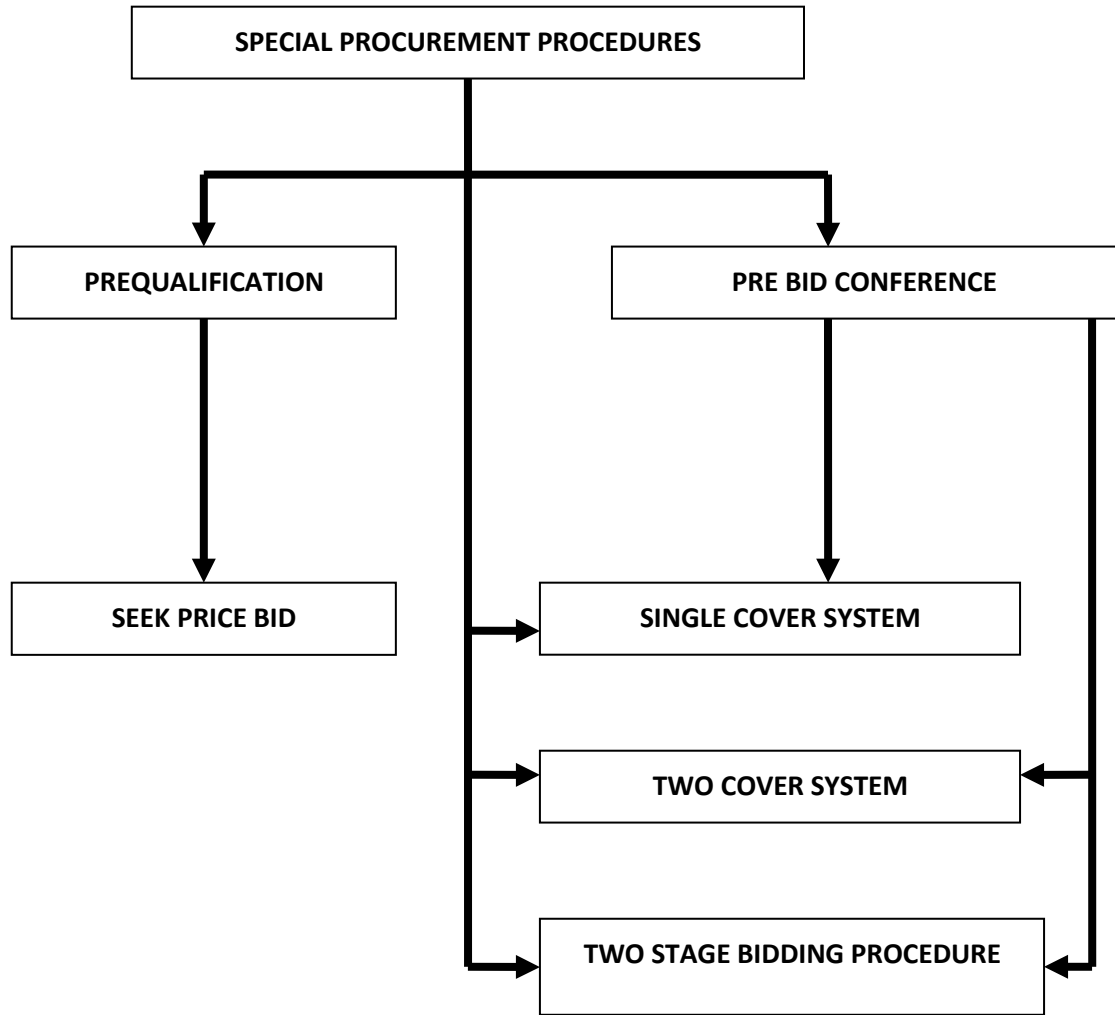 SPECIAL PROCUREMENT PROCEDURES
PREQUALIFICATION
PRE BID CONFERENCE
SEEK PRICE BID
SINGLE COVER SYSTEM
TWO COVER SYSTEM
TWO STAGE BIDDING PROCEDURE